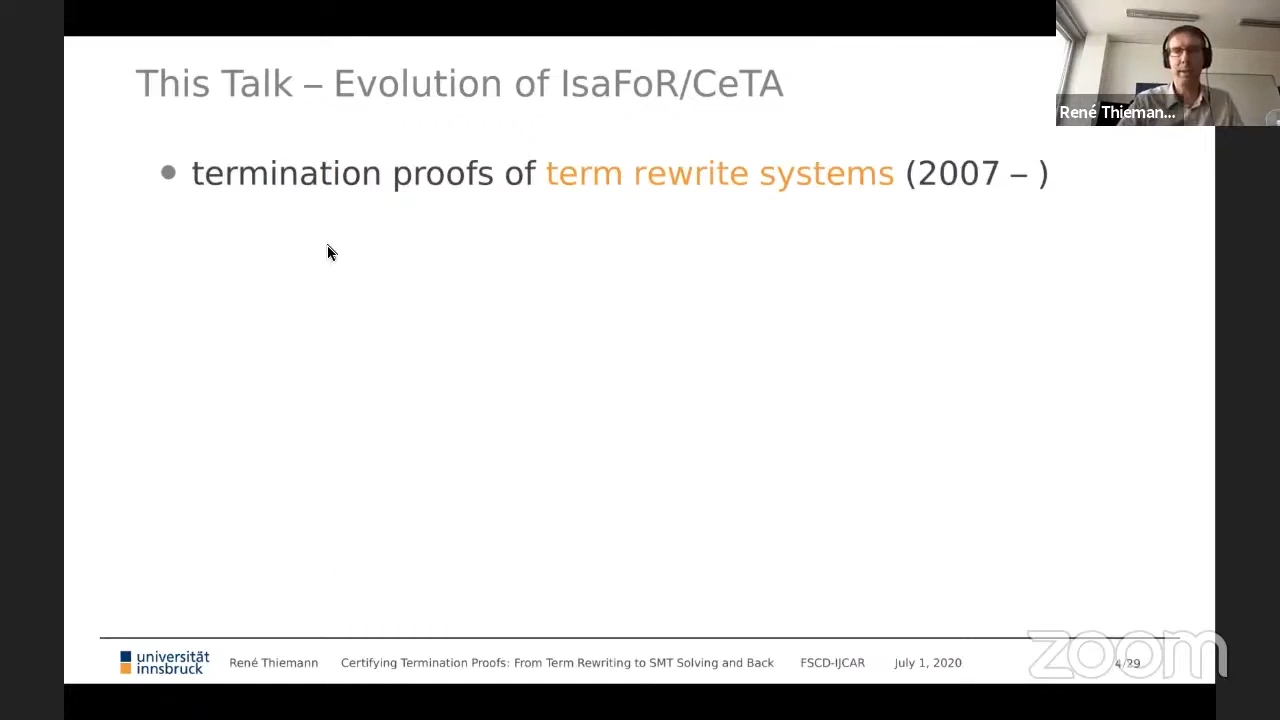 This Talk – Evolution of IsaFoR/CeTA
René Thieman...
• termination proofs of term rewrite systems (2007 – )
universität
innsbruck
René Thiemann Certifying Termination Proofs: From Term Rewriting to SMT Solving and Back FSCD-IJCAR July 1, 2020 4/29
zoom